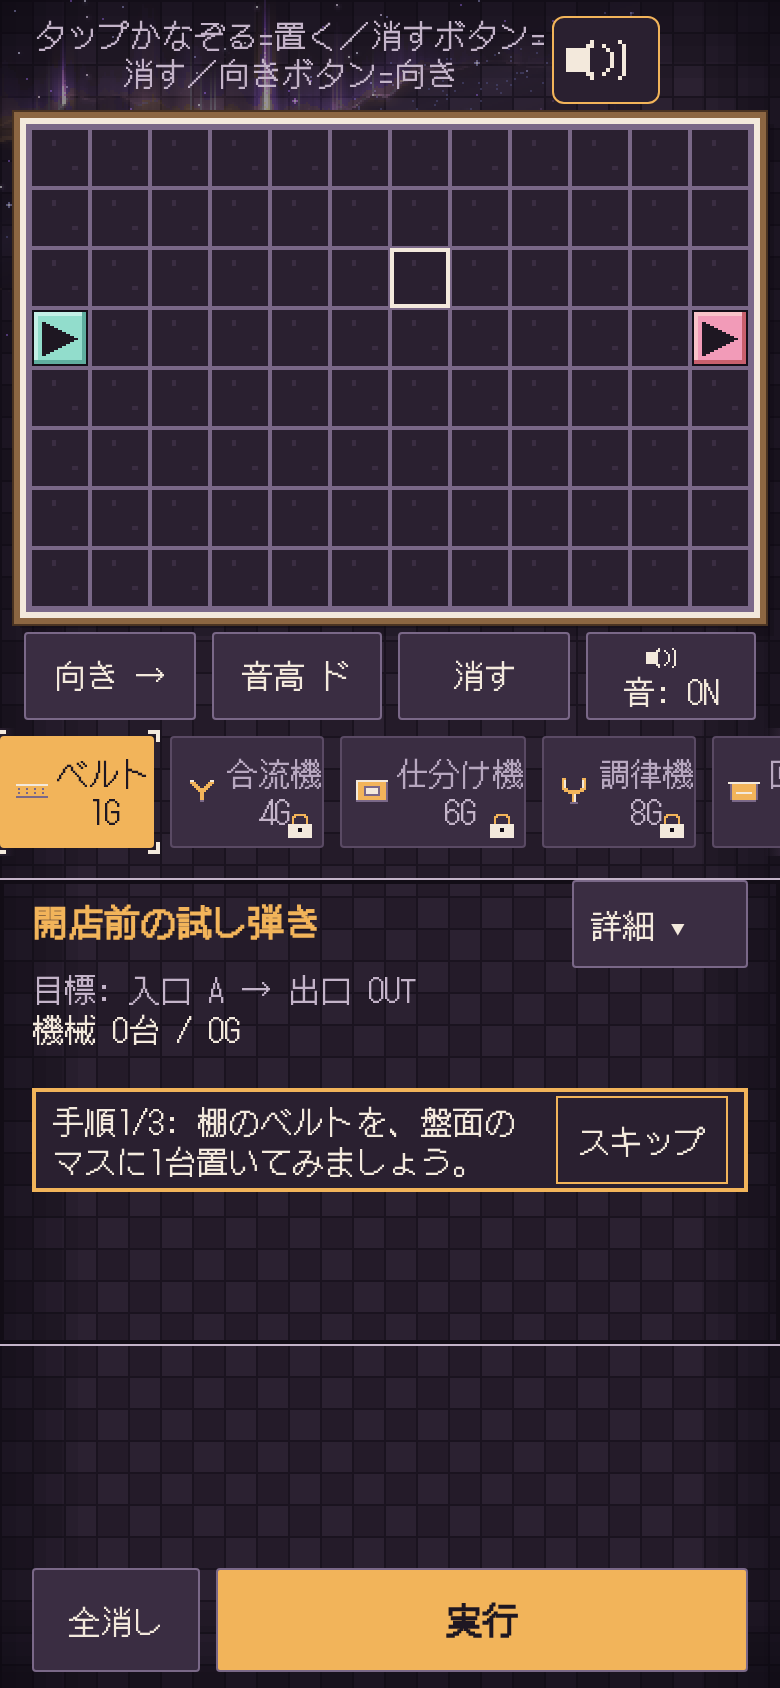 タップかなぞる=置く／消すボタン=
消す／向きボタン=向き
向き →
音高 ド
消す
音: ON
ベルト
1G
合流機
4G
仕分け機
6G
調律機
8G
開店前の試し弾き
詳細 ▼
目標: 入口 A → 出口 OUT
機械 0台 / 0G
手順1/3: 棚のベルトを、盤面の
マスに1台置いてみましょう。
スキップ
全消し
実行